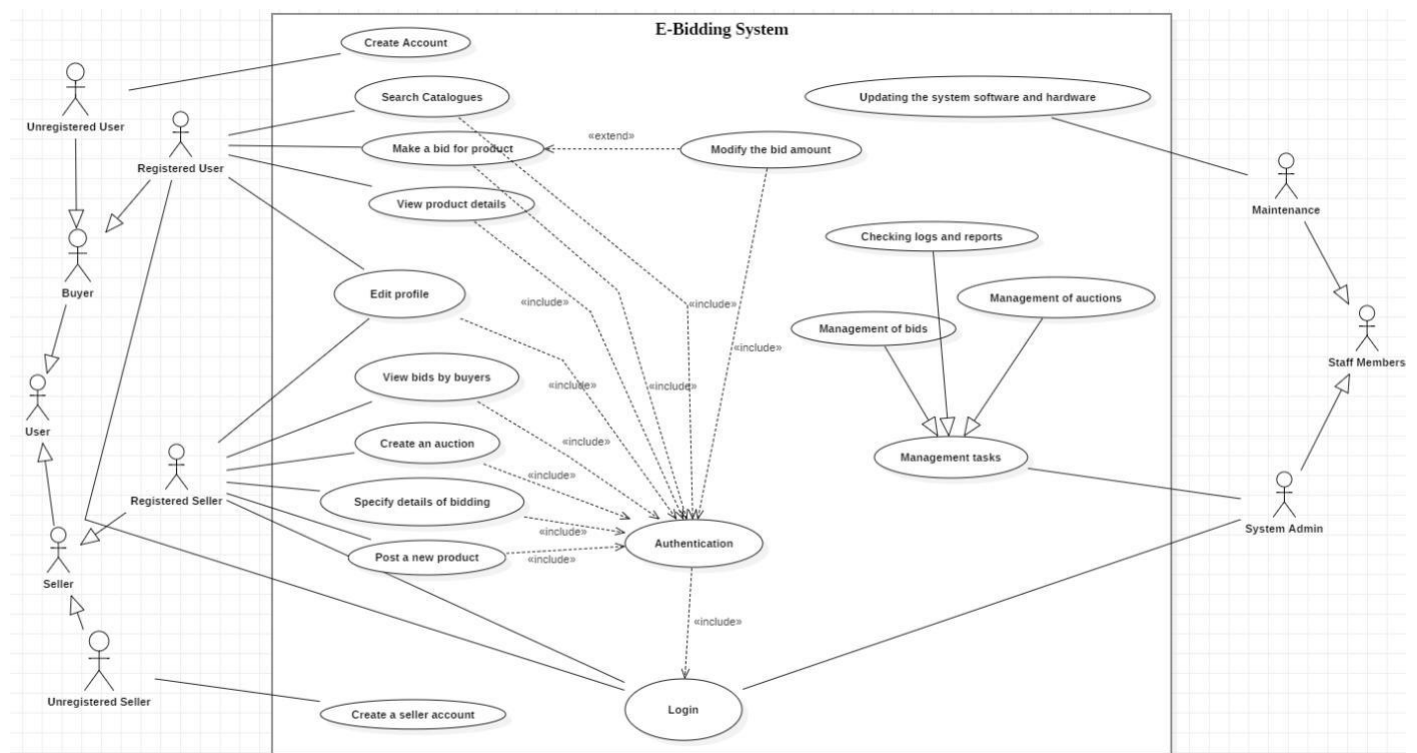 E-Bidding System
Create Account
Search Catalogues
Updating the system software and hardware
Unregistered User
«extend»
Make a bid for product
Modify the bid amount
Registered User
View product details
Maintenance
Checking logs and reports
Buyer
Edit profile
«include»
«include»
Management of auctions
Management of bids
«include»
Staff Members
View bids by buyers
«include»
«include»
User
Create an auction
«include»
Management tasks
Registered Seller
Specify details of bidding
System Admin
Authentication
Post a new product
«include»
Seller
«include»
Unregistered Seller
Create a seller account
Login